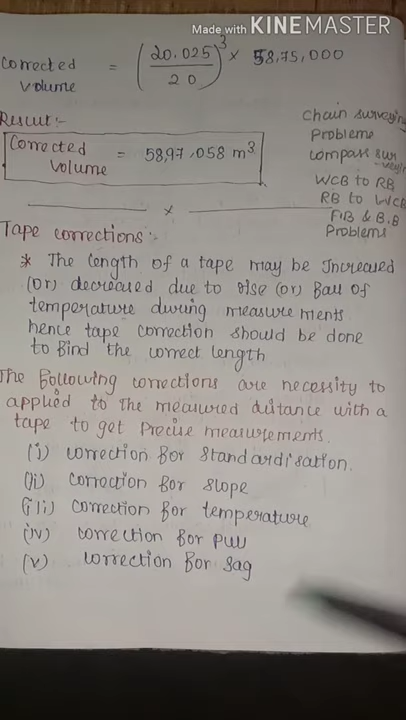 Made with KINEMASTER
Corrected Volume = (20.025/20)³ × 58,75,000
Result:-
Corrected Volume = 58,97,058 m³
Chain surveying
Problems
compass surveying
WCB to RB
RB to WCB
FB & B.B
Problems
x
Tape corrections:-
* The length of a tape may be Increased
(or) decreased due to rise (or) fall of
temperature during measurements
hence tape correction should be done
to find the correct length
The following corrections are necessity to
applied to the measured distance with a
tape to get precise measurements.
(i) correction for standardisation.
(ii) correction for slope
(iii) correction for temperature
(iv) correction for pull
(v) correction for sag